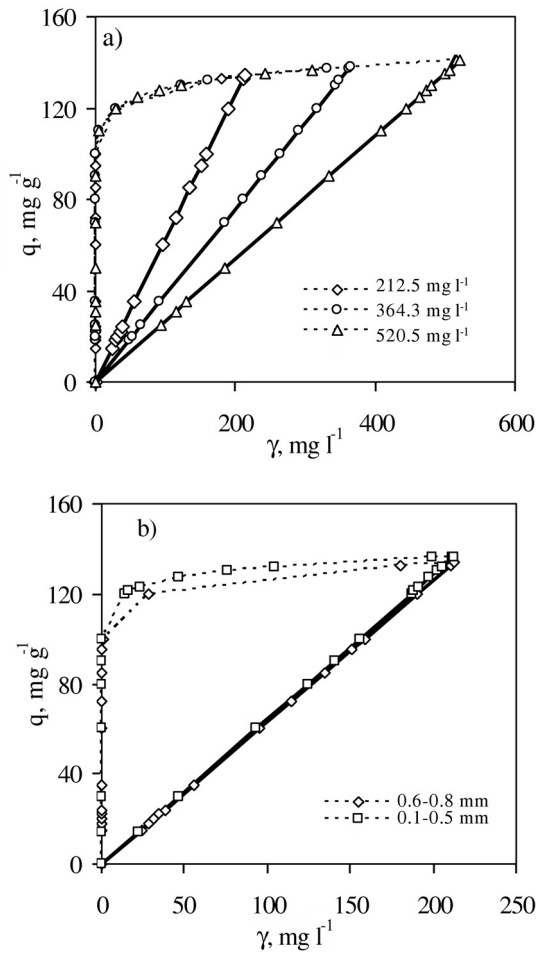 a)
160
120
80
40
0
q, mg g-1
212.5 mg l-1
364.3 mg l-1
520.5 mg l-1
0 200 400 600
γ, mg l-1
b)
160
120
80
40
0
q, mg g-1
0.6-0.8 mm
0.1-0.5 mm
0 50 100 150 200 250
γ, mg l-1